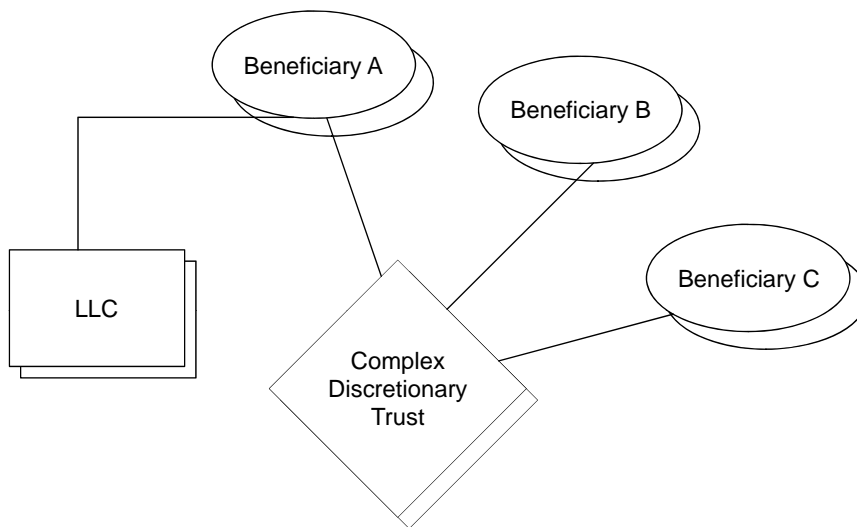 Beneficiary A
Beneficiary B
Beneficiary C
LLC
Complex
Discretionary
Trust